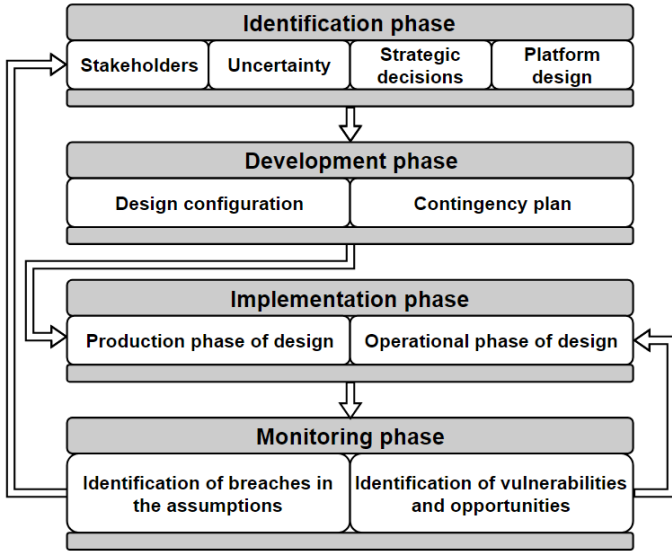 Identification phase
Stakeholders
Uncertainty
Strategic
decisions
Platform
design
Development phase
Design configuration
Contingency plan
Implementation phase
Production phase of design
Operational phase of design
Monitoring phase
Identification of breaches in
the assumptions
Identification of vulnerabilities
and opportunities